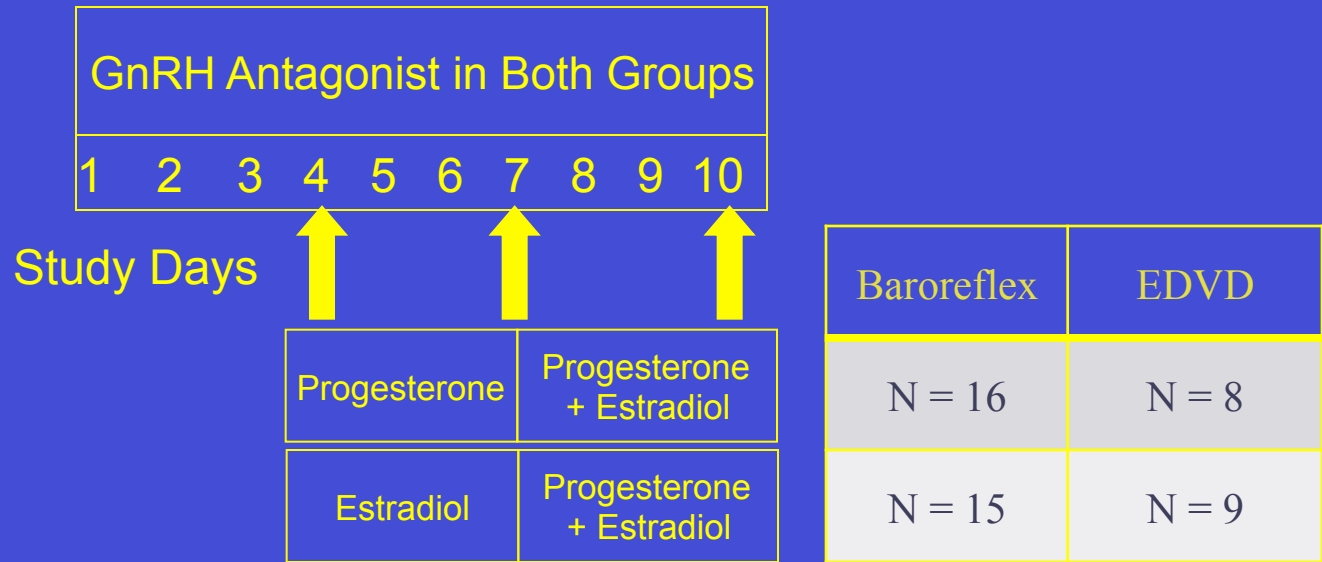 GnRH Antagonist in Both Groups
1 2 3 4 5 6 7 8 9 10
Study Days
Baroreflex EDVD
Progesterone
Progesterone
+ Estradiol
N = 16 N = 8
Estradiol
Progesterone
+ Estradiol
N = 15 N = 9